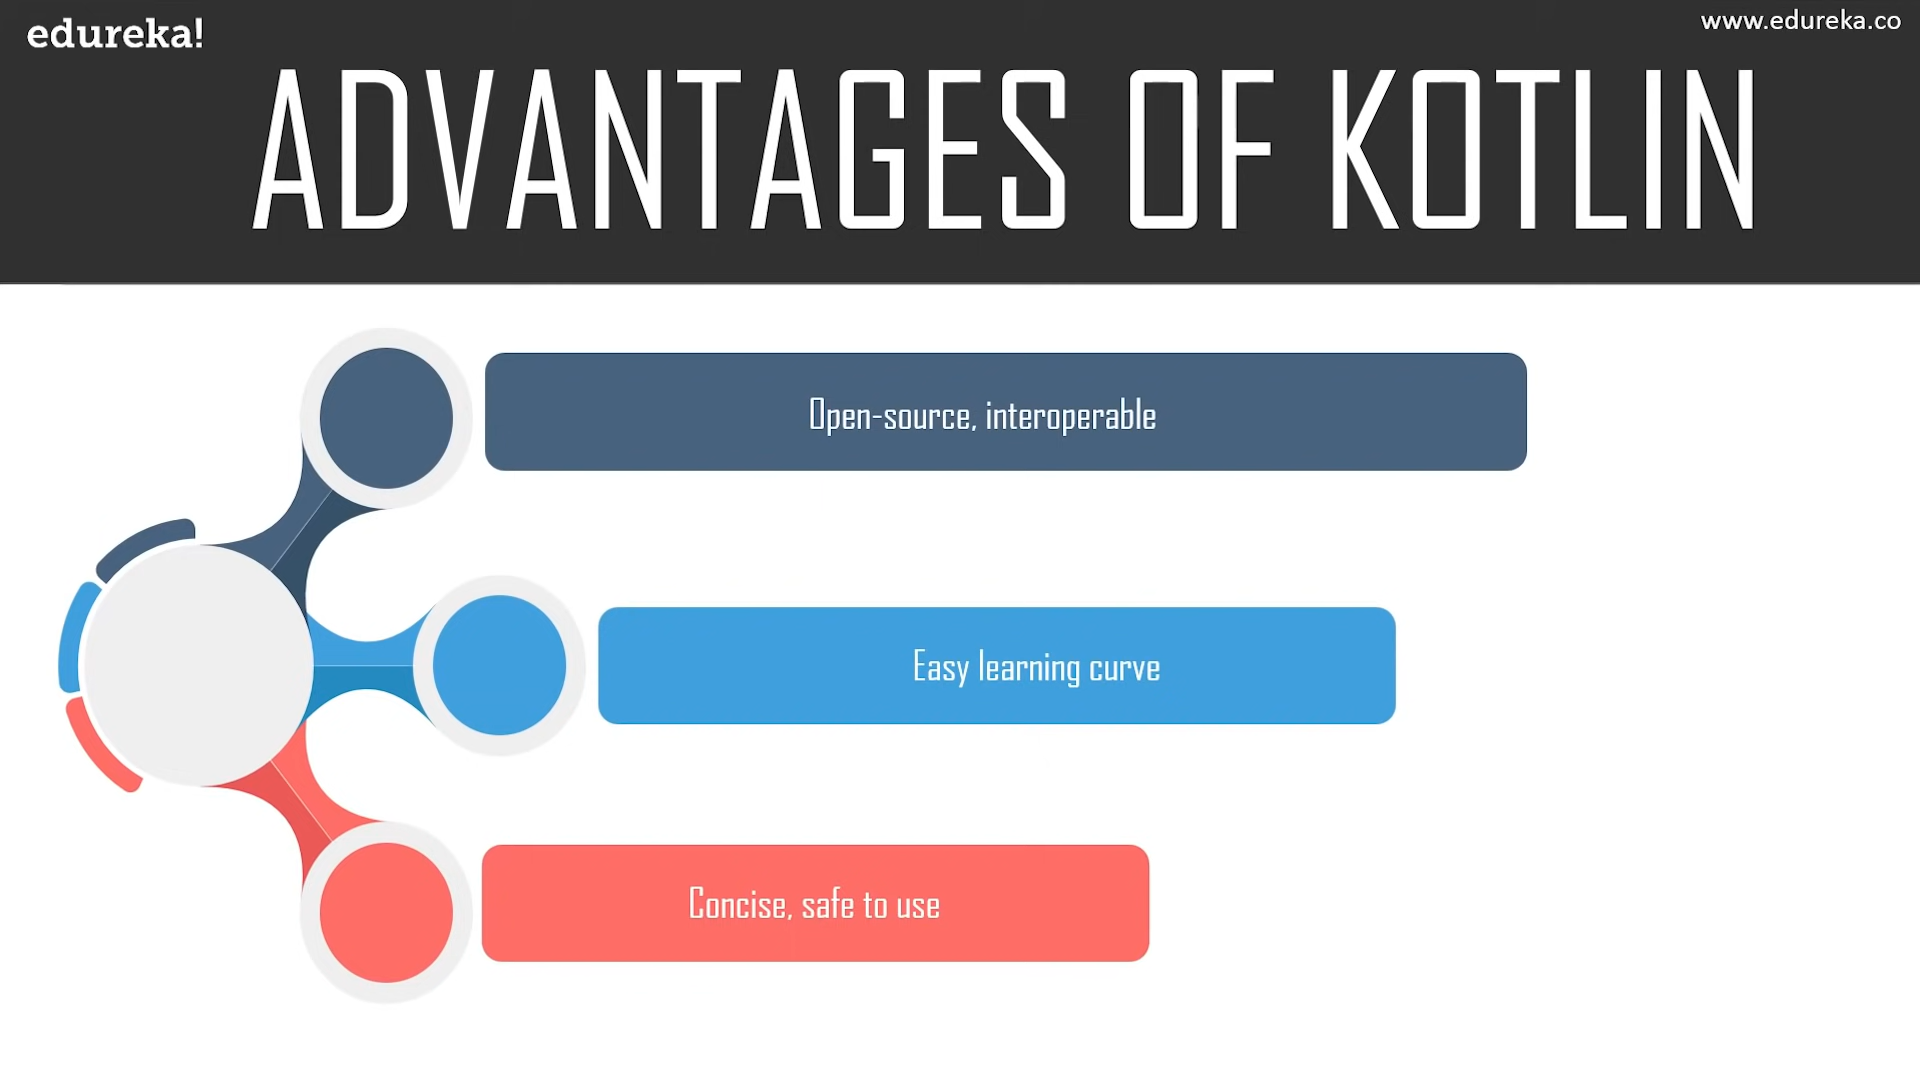 edureka!
www.edureka.co
ADVANTAGES OF KOTLIN
Open-source, interoperable
Easy learning curve
Concise, safe to use